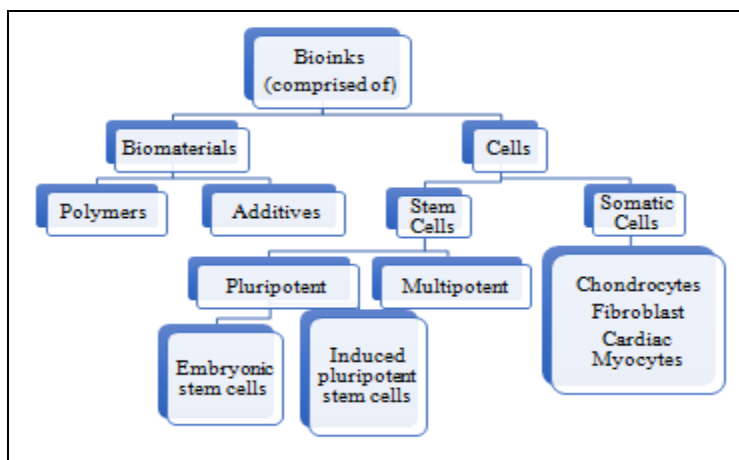 Bioinks
(comprised of)
Biomaterials
Cells
Polymers
Additives
Stem
Cells
Somatic
Cells
Pluripotent
Multipotent
Chondrocytes
Fibroblast
Cardiac
Myocytes
Embryonic
stem cells
Induced
pluripotent
stem cells